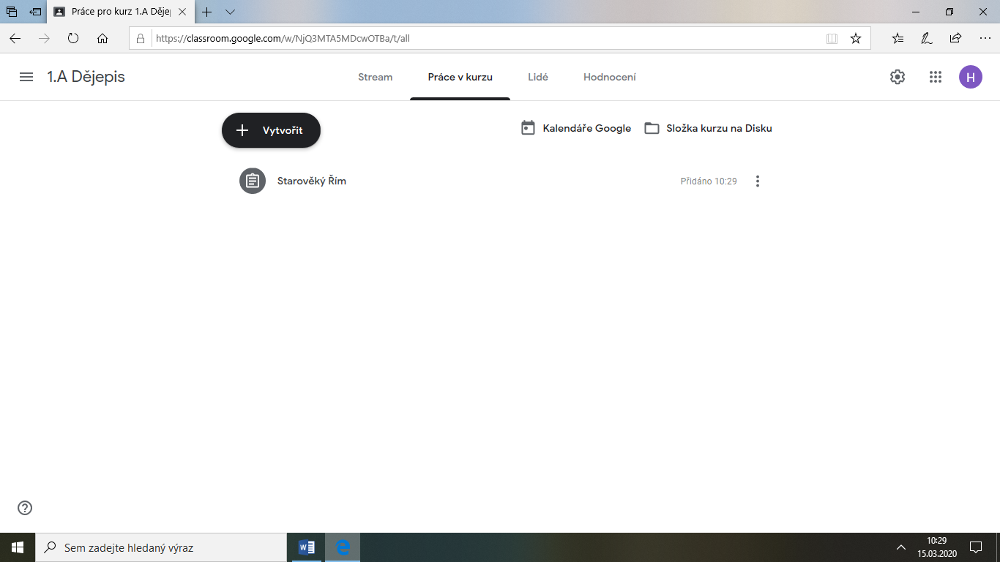 Práce pro kurz 1.A Děje
https://classroom.google.com/w/NjQ3MTA5MDcwOTBa/t/all
1.A Dějepis
Stream
Práce v kurzu
Lidé
Hodnocení
H
Vytvořit
Kalendáře Google
Složka kurzu na Disku
Starověký Řím
Přidáno 10:29
Sem zadejte hledaný výraz
10:29
15.03.2020